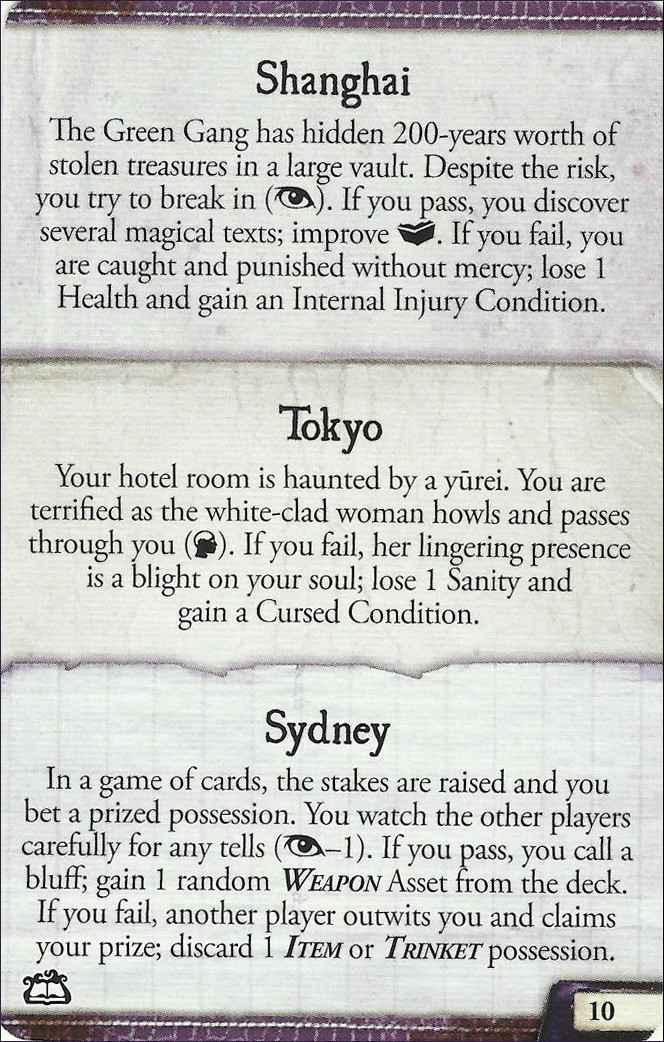 Shanghai
The Green Gang has hidden 200-years worth of
stolen treasures in a large vault. Despite the risk,
you try to break in (). If you pass, you discover
several magical texts; improve . If you fail, you
are caught and punished without mercy; lose 1
Health and gain an Internal Injury Condition.
Tokyo
Your hotel room is haunted by a yūrei. You are
terrified as the white-clad woman howls and passes
through you (). If you fail, her lingering presence
is a blight on your soul; lose 1 Sanity and
gain a Cursed Condition.
Sydney
In a game of cards, the stakes are raised and you
bet a prized possession. You watch the other players
carefully for any tells (–1). If you pass, you call a
bluff; gain 1 random WEAPON Asset from the deck.
If you fail, another player outwits you and claims
your prize; discard 1 ITEM or TRINKET possession.
10